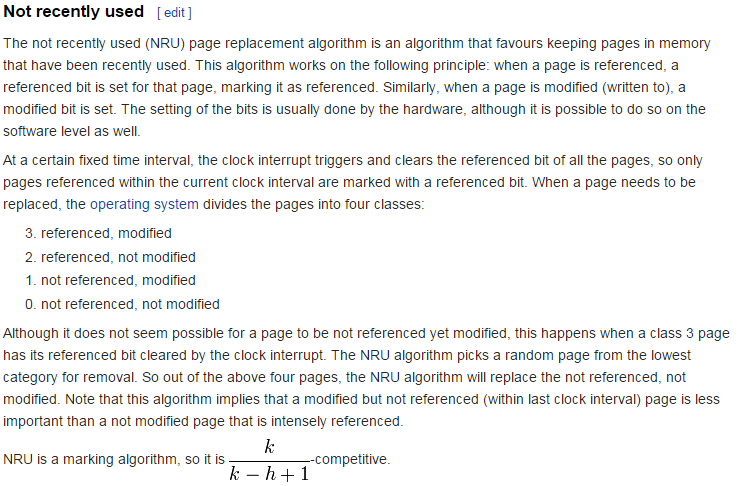 Not recently used [ edit ]
The not recently used (NRU) page replacement algorithm is an algorithm that favours keeping pages in memory
that have been recently used. This algorithm works on the following principle: when a page is referenced, a
referenced bit is set for that page, marking it as referenced. Similarly, when a page is modified (written to), a
modified bit is set. The setting of the bits is usually done by the hardware, although it is possible to do so on the
software level as well.
At a certain fixed time interval, the clock interrupt triggers and clears the referenced bit of all the pages, so only
pages referenced within the current clock interval are marked with a referenced bit. When a page needs to be
replaced, the operating system divides the pages into four classes:
3. referenced, modified
2. referenced, not modified
1. not referenced, modified
0. not referenced, not modified
Although it does not seem possible for a page to be not referenced yet modified, this happens when a class 3 page
has its referenced bit cleared by the clock interrupt. The NRU algorithm picks a random page from the lowest
category for removal. So out of the above four pages, the NRU algorithm will replace the not referenced, not
modified. Note that this algorithm implies that a modified but not referenced (within last clock interval) page is less
important than a not modified page that is intensely referenced.
NRU is a marking algorithm, so it is k / (k − h + 1)-competitive.